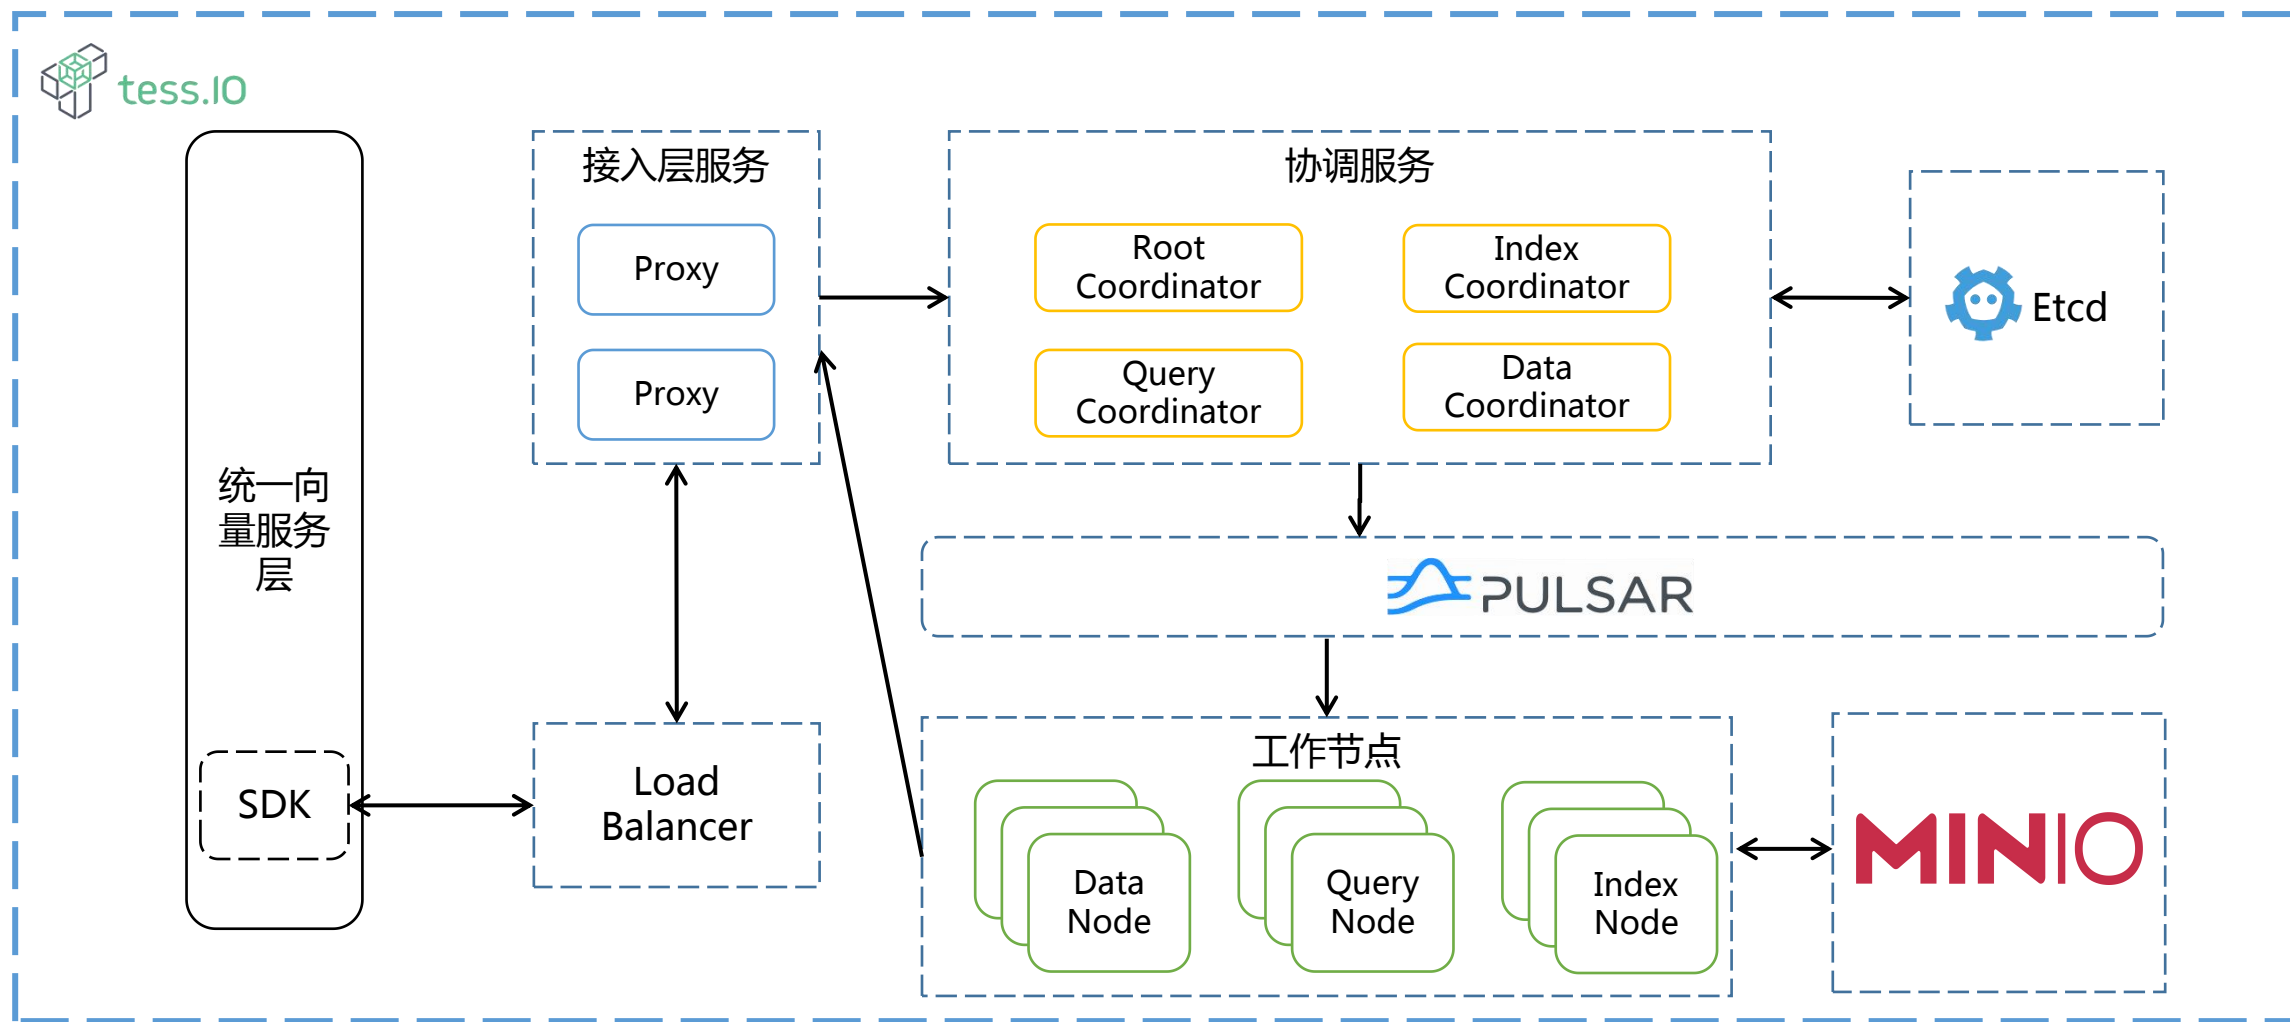 tess.IO
统一向
量服务
层
SDK
接入层服务
Proxy
Proxy
Load
Balancer
协调服务
Root
Coordinator
Index
Coordinator
Query
Coordinator
Data
Coordinator
Etcd
PULSAR
工作节点
Data
Node
Query
Node
Index
Node
MINIO